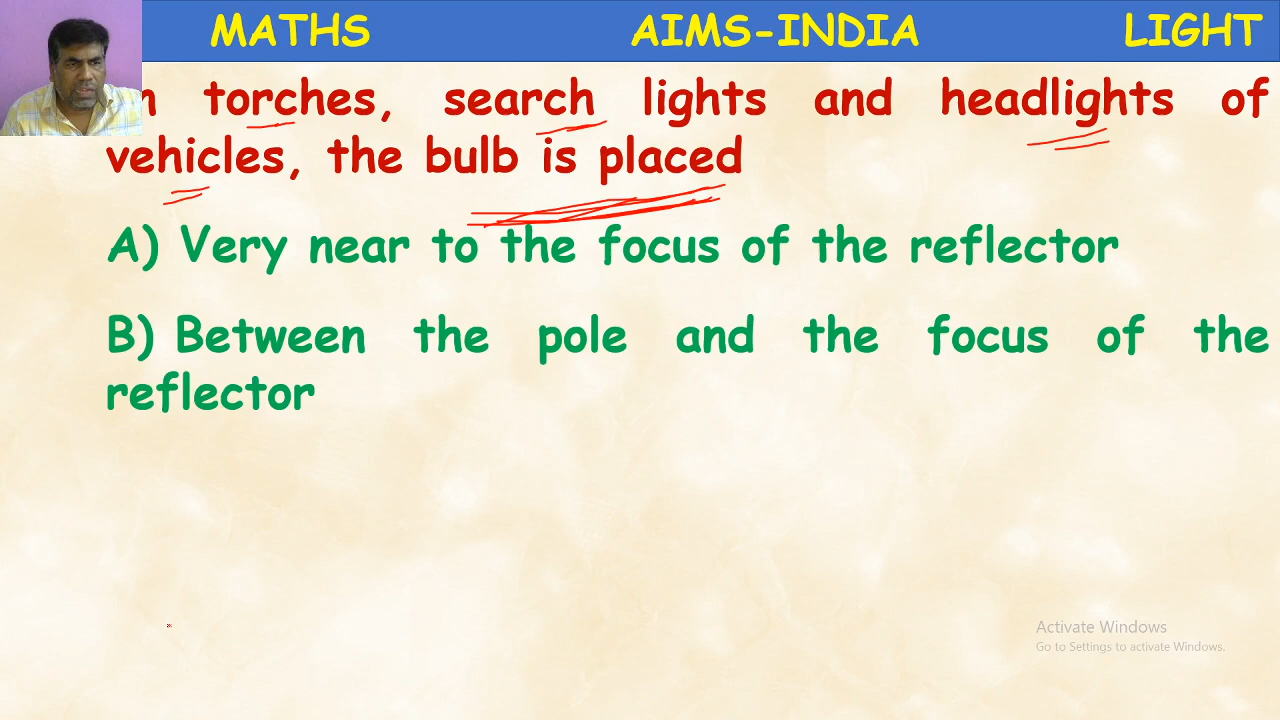 MATHS AIMS-INDIA LIGHT
torches, search lights and headlights of
vehicles, the bulb is placed
A) Very near to the focus of the reflector
B) Between the pole and the focus of the
reflector
Activate Windows
Go to Settings to activate Windows.